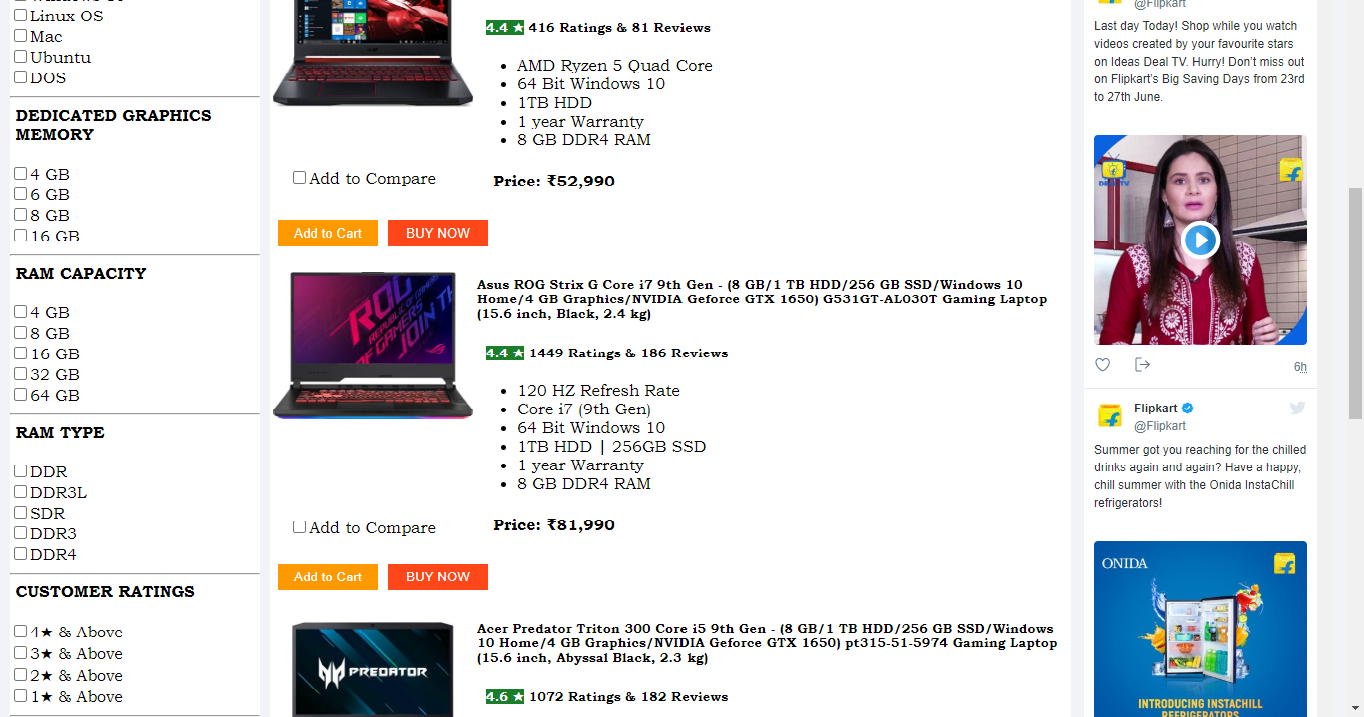 Linux OS
Mac
Ubuntu
DOS
DEDICATED GRAPHICS
MEMORY
4 GB
6 GB
8 GB
16 GB
RAM CAPACITY
4 GB
8 GB
16 GB
32 GB
64 GB
RAM TYPE
DDR
DDR3L
SDR
DDR3
DDR4
CUSTOMER RATINGS
4★ & Above
3★ & Above
2★ & Above
1★ & Above
4.4 ★ 416 Ratings & 81 Reviews
AMD Ryzen 5 Quad Core
64 Bit Windows 10
1TB HDD
1 year Warranty
8 GB DDR4 RAM
Add to Compare
Price: ₹52,990
Add to Cart
BUY NOW
ROG
REPUBLIC OF
GAMERS
JOIN TH
OF GAMERS
Asus ROG Strix G Core i7 9th Gen - (8 GB/1 TB HDD/256 GB SSD/Windows 10
Home/4 GB Graphics/NVIDIA Geforce GTX 1650) G531GT-AL030T Gaming Laptop
(15.6 inch, Black, 2.4 kg)
4.4 ★ 1449 Ratings & 186 Reviews
120 HZ Refresh Rate
Core i7 (9th Gen)
64 Bit Windows 10
1TB HDD | 256GB SSD
1 year Warranty
8 GB DDR4 RAM
Add to Compare
Price: ₹81,990
Add to Cart
BUY NOW
PREDATOR
Acer Predator Triton 300 Core i5 9th Gen - (8 GB/1 TB HDD/256 GB SSD/Windows
10 Home/4 GB Graphics/NVIDIA Geforce GTX 1650) pt315-51-5974 Gaming Laptop
(15.6 inch, Abyssal Black, 2.3 kg)
4.6 ★ 1072 Ratings & 182 Reviews
@Flipkart
Last day Today! Shop while you watch
videos created by your favourite stars
on Ideas Deal TV. Hurry! Don't miss out
on Flipkart's Big Saving Days from 23rd
to 27th June.
DEAL TV
6h
Flipkart
@Flipkart
Summer got you reaching for the chilled
drinks again and again? Have a happy,
chill summer with the Onida InstaChill
refrigerators!
ONIDA
INTRODUCING INSTACHILL
REFRIGERATORS